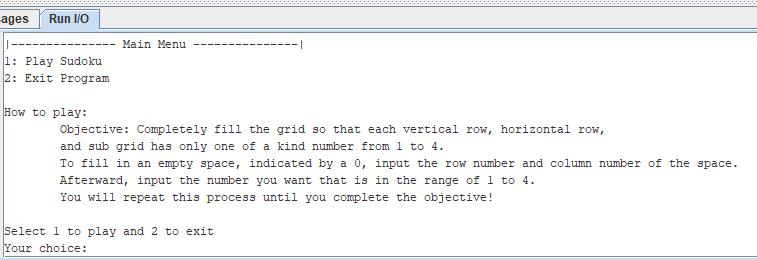 ages Run I/O
|--------------- Main Menu ---------------|
1: Play Sudoku
2: Exit Program
How to play:
Objective: Completely fill the grid so that each vertical row, horizontal row,
and sub grid has only one of a kind number from 1 to 4.
To fill in an empty space, indicated by a 0, input the row number and column number of the space.
Afterward, input the number you want that is in the range of 1 to 4.
You will repeat this process until you complete the objective!
Select 1 to play and 2 to exit
Your choice: